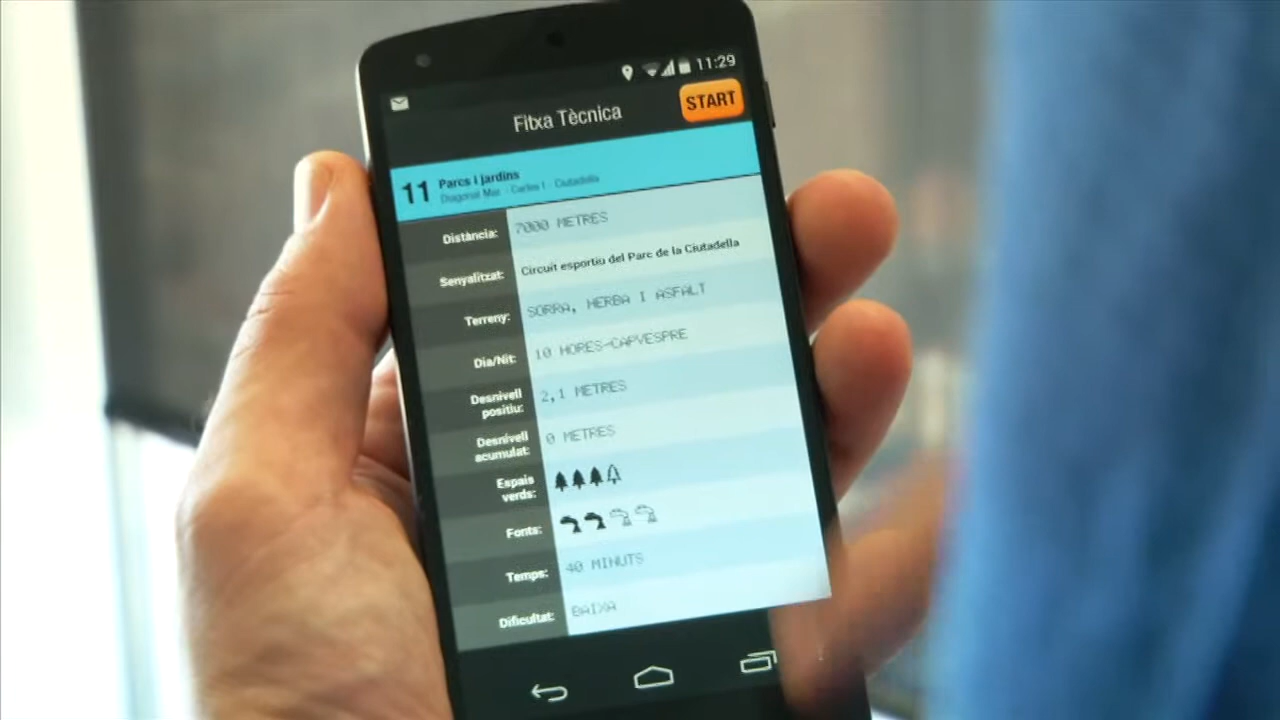 11:29
Fitxa Tècnica
START
11 Parcs i jardins
Diagonal Mar - Carles I - Ciutadella
Distància: 7000 METRES
Senyalitzat: Circuit esportiu del Parc de la Ciutadella
Terreny: SORRA, HERBA I ASFALT
Dia/Nit: 10 HORES-CAPVESPRE
Desnivell
positiu: 2,1 METRES
Desnivell
acumulat: 0 METRES
Espais
verds:
Fonts:
Temps: 40 MINUTS
Dificultat: BAIXA